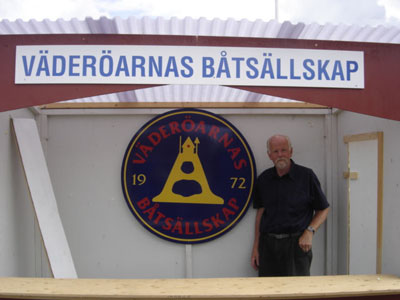 VÄDERÖARNAS BÅTSÄLLSKAP
VÄDERÖARNAS
19 72
BÅTSÄLLSKAP